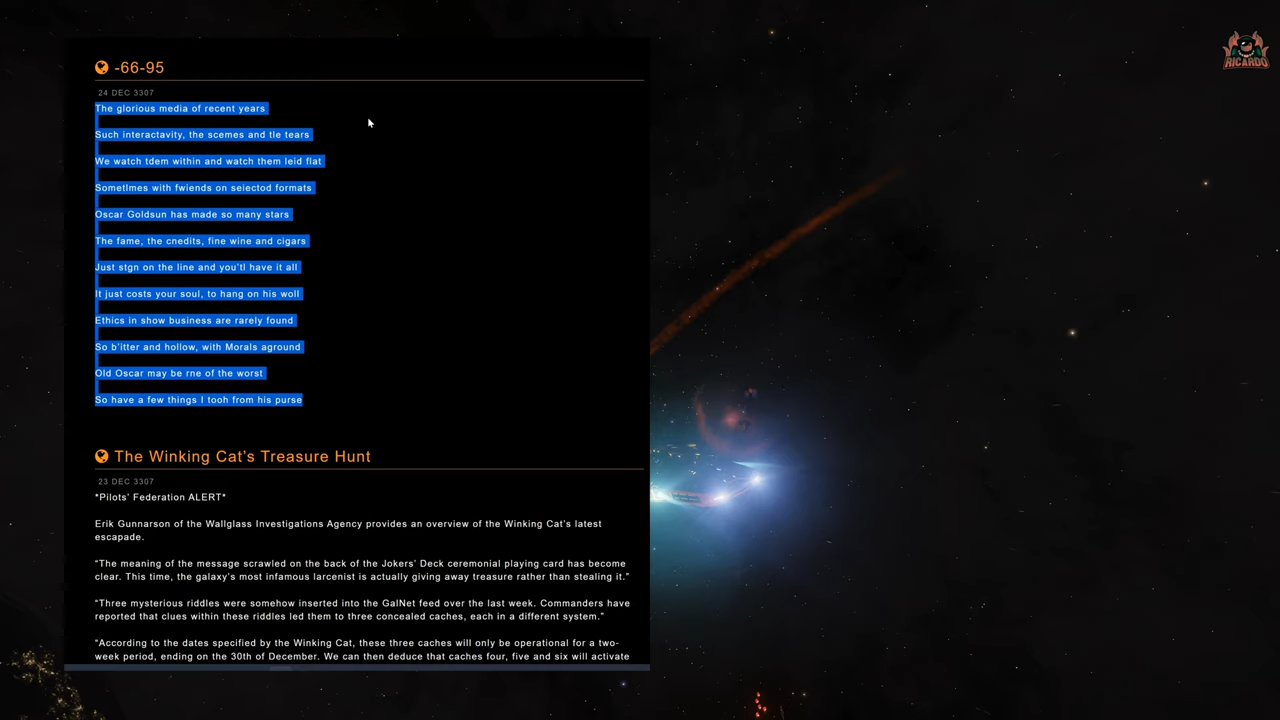 -66-95
24 DEC 3307
The glorious media of recent years
Such interactavity, the scemes and tle tears
We watch tdem within and watch them leid flat
SometImes with fwiends on seiectod formats
Oscar Goldsun has made so many stars
The fame, the cnedits, fine wine and cigars
Just stgn on the line and you'tl have it all
It just costs your soul, to hang on his woll
Ethics in show business are rarely found
So b'itter and hollow, with Morals aground
Old Oscar may be rne of the worst
So have a few things I tooh from his purse
The Winking Cat's Treasure Hunt
23 DEC 3307
*Pilots' Federation ALERT*
Erik Gunnarson of the Wallglass Investigations Agency provides an overview of the Winking Cat's latest
escapade.
"The meaning of the message scrawled on the back of the Jokers' Deck ceremonial playing card has become
clear. This time, the galaxy's most infamous larcenist is actually giving away treasure rather than stealing it."
"Three mysterious riddles were somehow inserted into the GalNet feed over the last week. Commanders have
reported that clues within these riddles led them to three concealed caches, each in a different system."
"According to the dates specified by the Winking Cat, these three caches will only be operational for a two-
week period, ending on the 30th of December. We can then deduce that caches four, five and six will activate
RICARDO